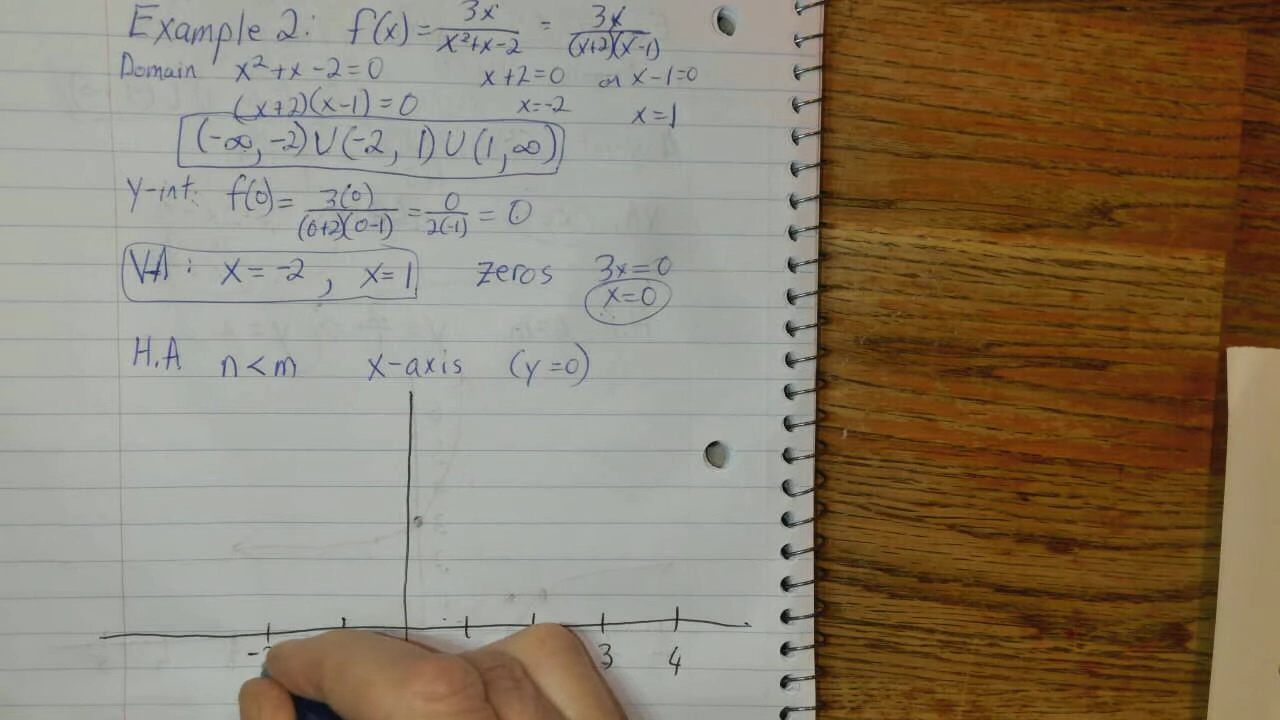 Example 2: f(x) = 3x/(x²+x-2) = 3x/((x+2)(x-1))
Domain x²+x-2=0 x+2=0 or x-1=0
(x+2)(x-1)=0 x=-2 x=1
(-∞,-2)∪(-2, 1)∪(1,∞)
Y-int: f(0)= 3(0)/((0+2)(0-1)) = 0/(2(-1)) = 0
VA: x=-2, x=1 zeros 3x=0
x=0
H.A n<m x-axis (y=0)
3 4